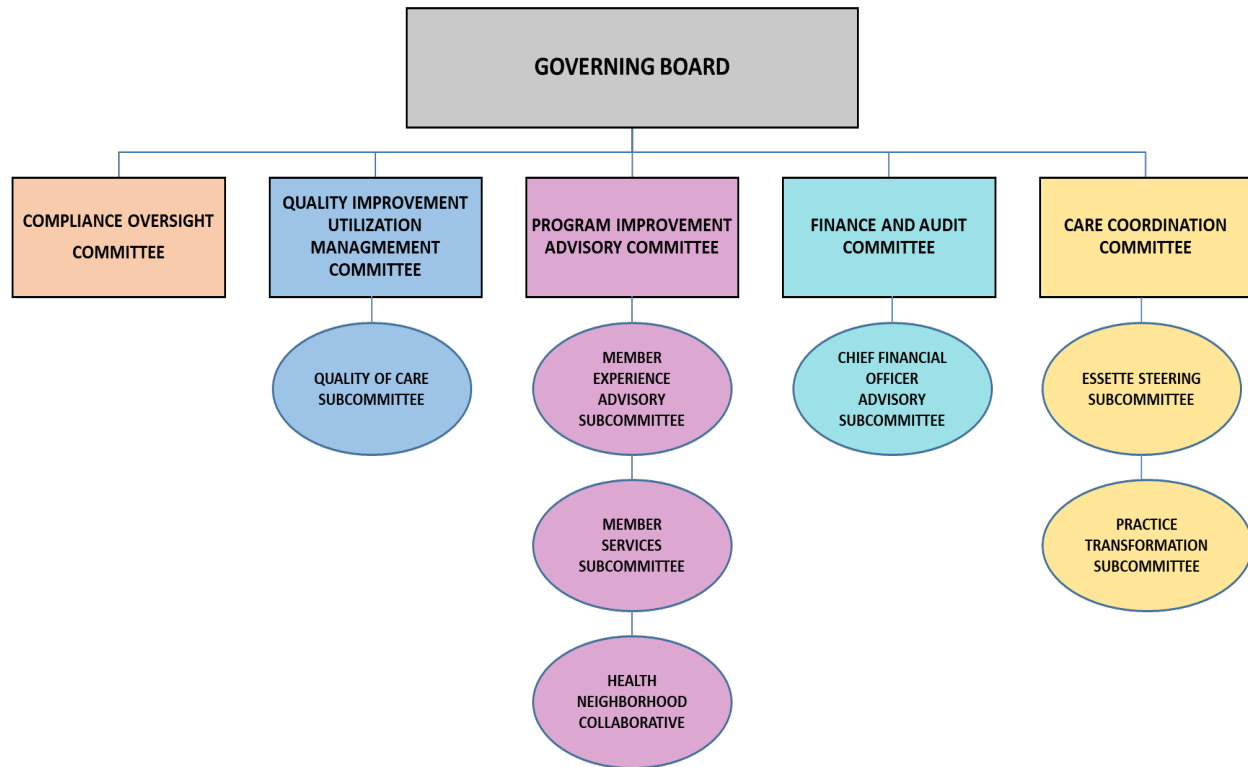 GOVERNING BOARD
COMPLIANCE OVERSIGHT
COMMITTEE
QUALITY IMPROVEMENT
UTILIZATION
MANAGMEMENT
COMMITTEE
PROGRAM IMPROVEMENT
ADVISORY COMMITTEE
FINANCE AND AUDIT
COMMITTEE
CARE COORDINATION
COMMITTEE
QUALITY OF CARE
SUBCOMMITTEE
MEMBER
EXPERIENCE
ADVISORY
SUBCOMMITTEE
CHIEF FINANCIAL
OFFICER
ADVISORY
SUBCOMMITTEE
ESSETTE STEERING
SUBCOMMITTEE
MEMBER
SERVICES
SUBCOMMITTEE
PRACTICE
TRANSFORMATION
SUBCOMMITTEE
HEALTH
NEIGHBORHOOD
COLLABORATIVE